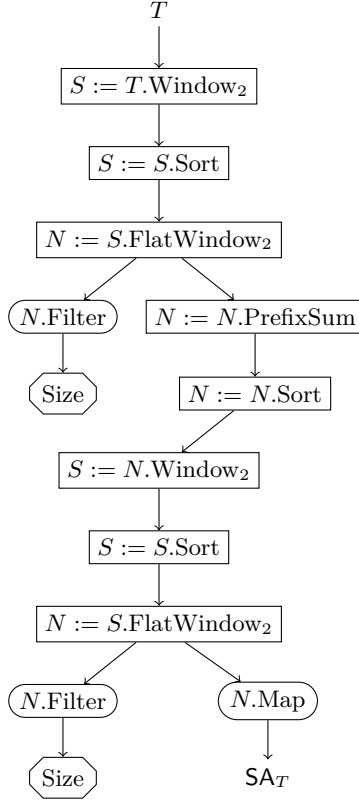 T
S := T.Window₂
S := S.Sort
N := S.FlatWindow₂
N.Filter
N := N.PrefixSum
Size
N := N.Sort
S := N.Window₂
S := S.Sort
N := S.FlatWindow₂
N.Filter
N.Map
Size
SA_T